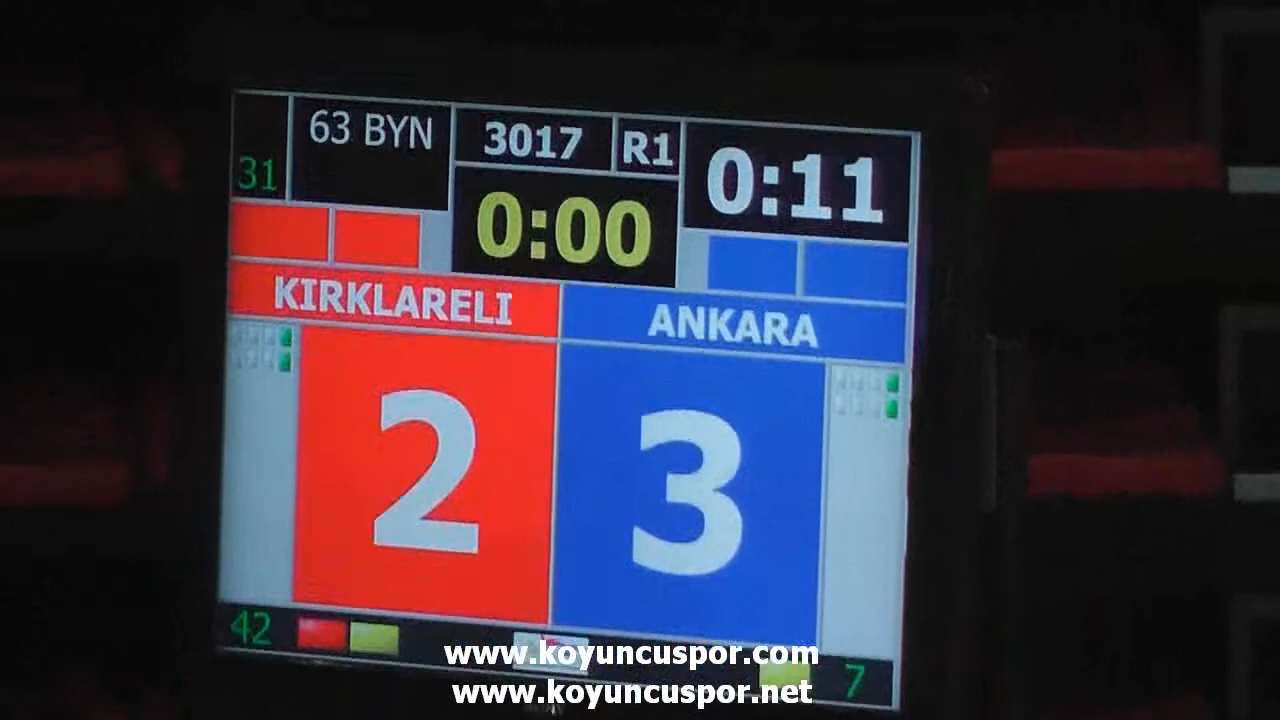 63 BYN
3017
R1
0:11
31
0:00
KIRKLARELI
ANKARA
2
3
42
7
www.koyuncuspor.com
www.koyuncuspor.net